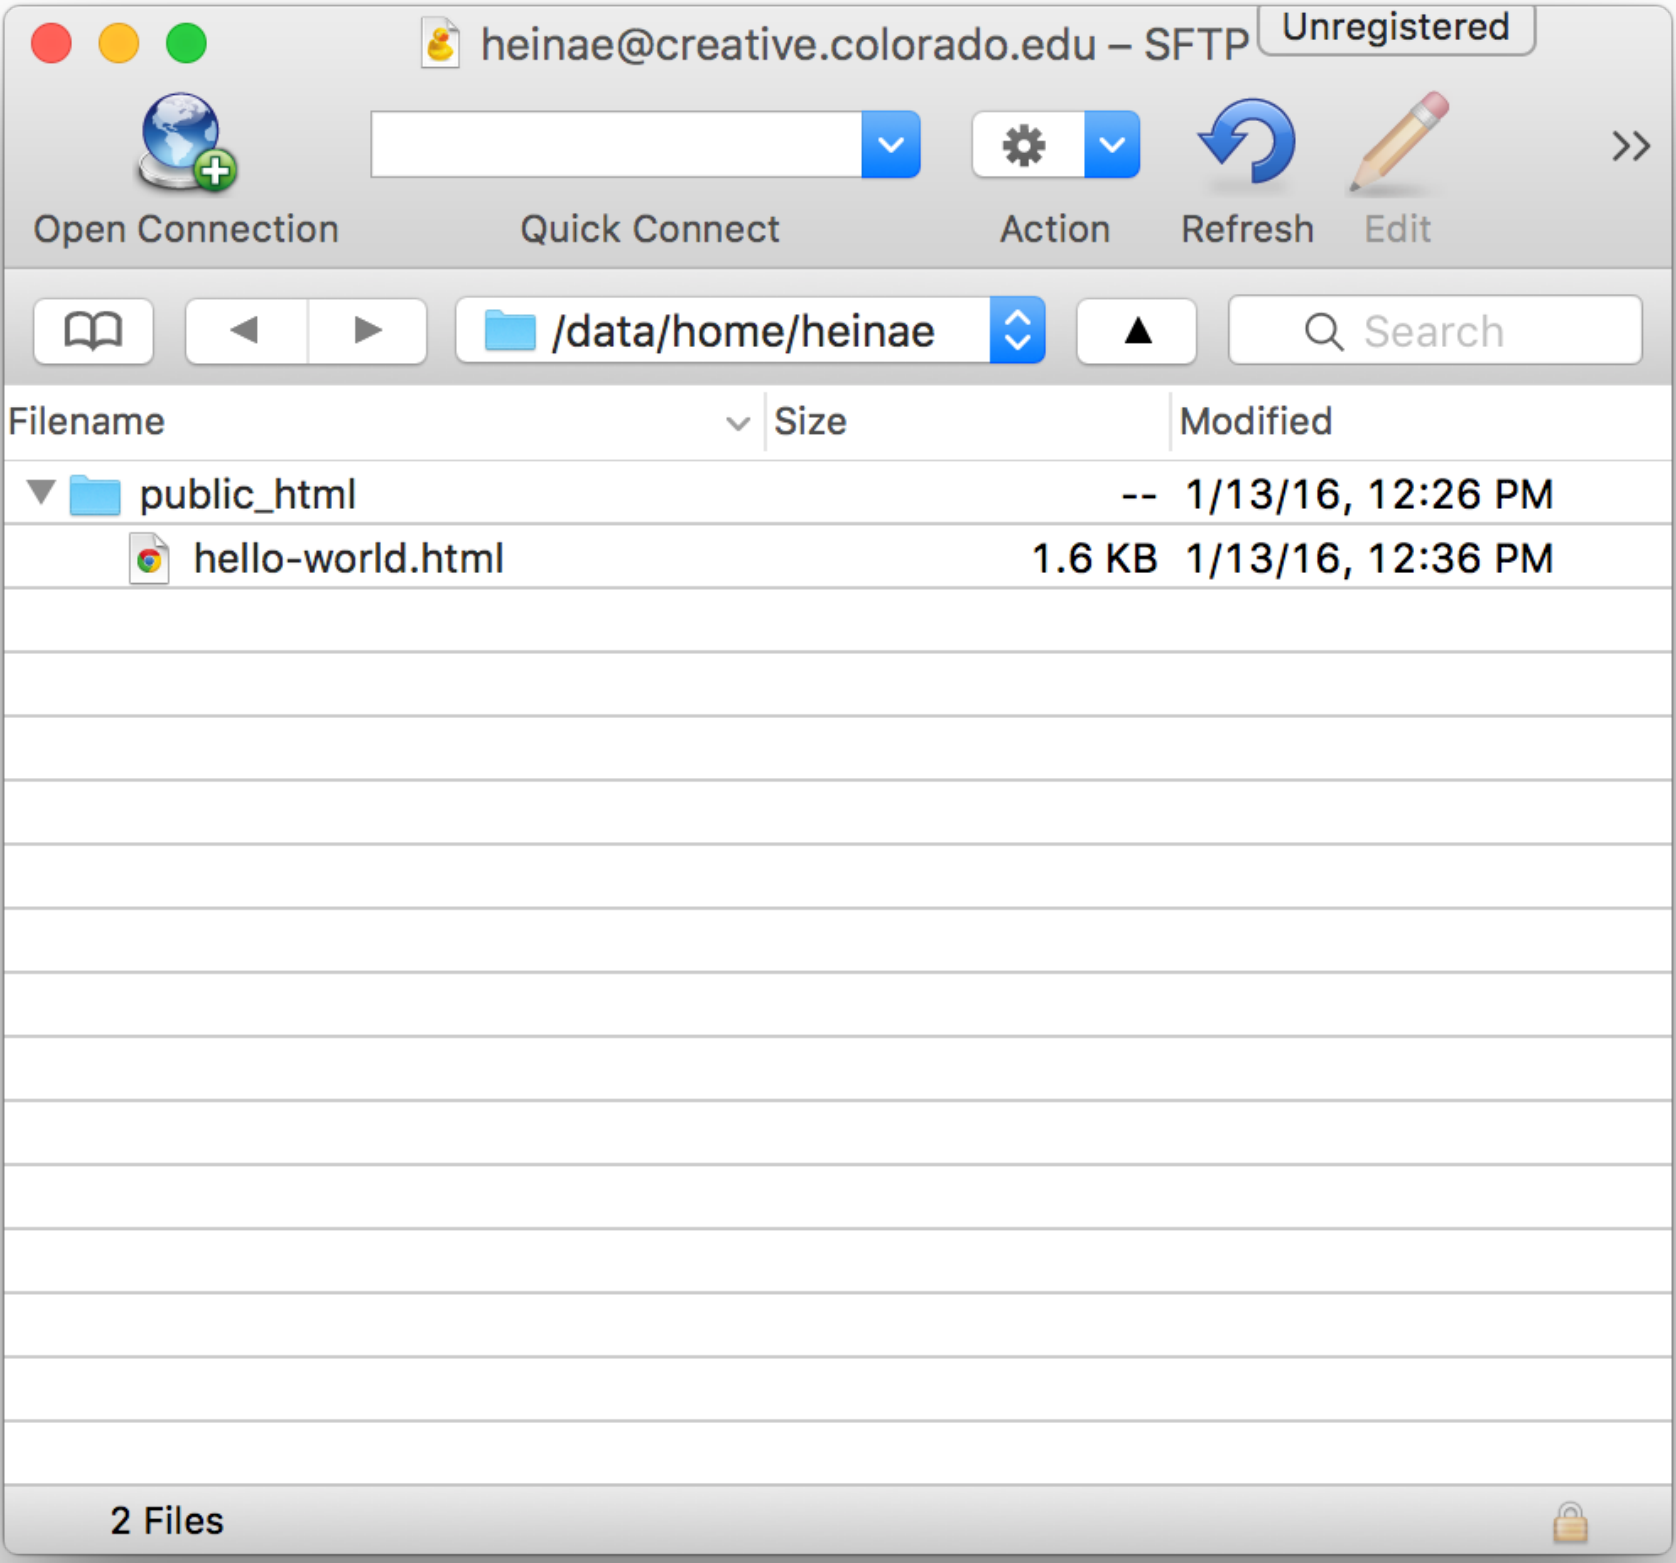 heinae@creative.colorado.edu – SFTP
Unregistered
Open Connection
Quick Connect
Action
Refresh
Edit
/data/home/heinae
Search
Filename Size Modified
public_html -- 1/13/16, 12:26 PM
hello-world.html 1.6 KB 1/13/16, 12:36 PM
2 Files